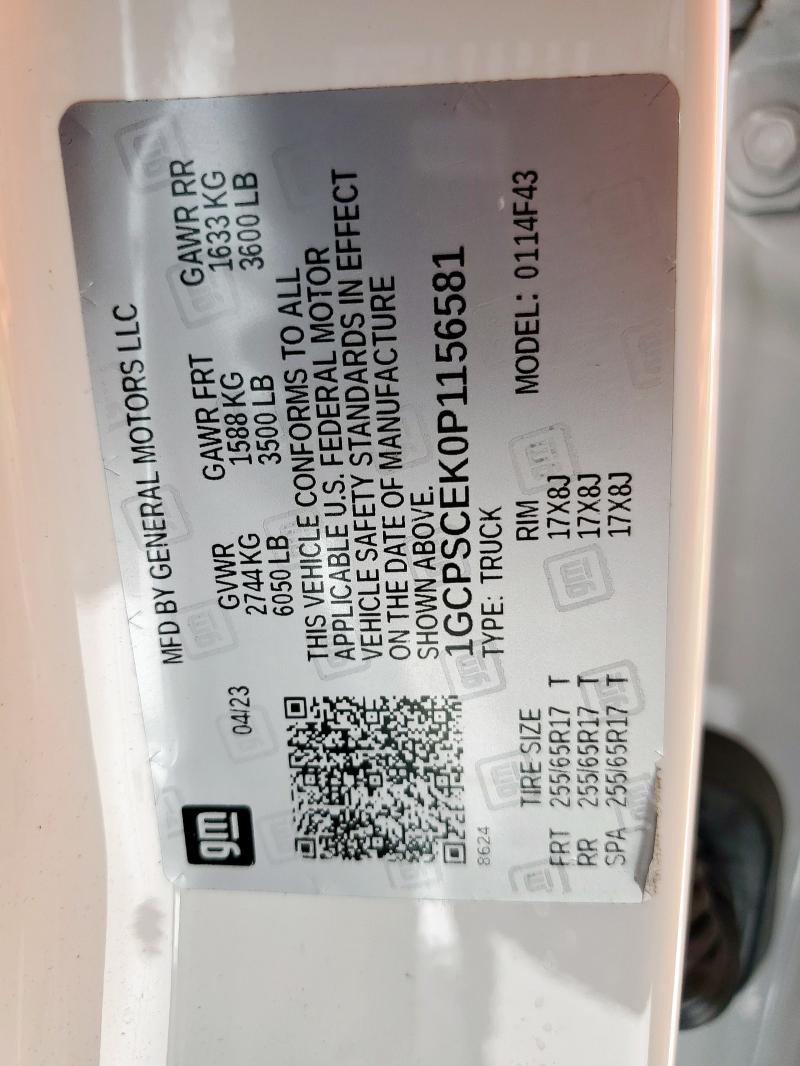 gm
04/23
MFD BY GENERAL MOTORS LLC
GVWR GAWR FRT GAWR RR
2744 KG 1588 KG 1633 KG
6050 LB 3500 LB 3600 LB
THIS VEHICLE CONFORMS TO ALL
APPLICABLE U.S. FEDERAL MOTOR
VEHICLE SAFETY STANDARDS IN EFFECT
ON THE DATE OF MANUFACTURE
SHOWN ABOVE.
1GCPSCEK0P1156581
TYPE: TRUCK MODEL: 0114F43
8624
TIRE SIZE RIM
FRT 255/65R17 T 17X8J
RR 255/65R17 T 17X8J
SPA 255/65R17 T 17X8J